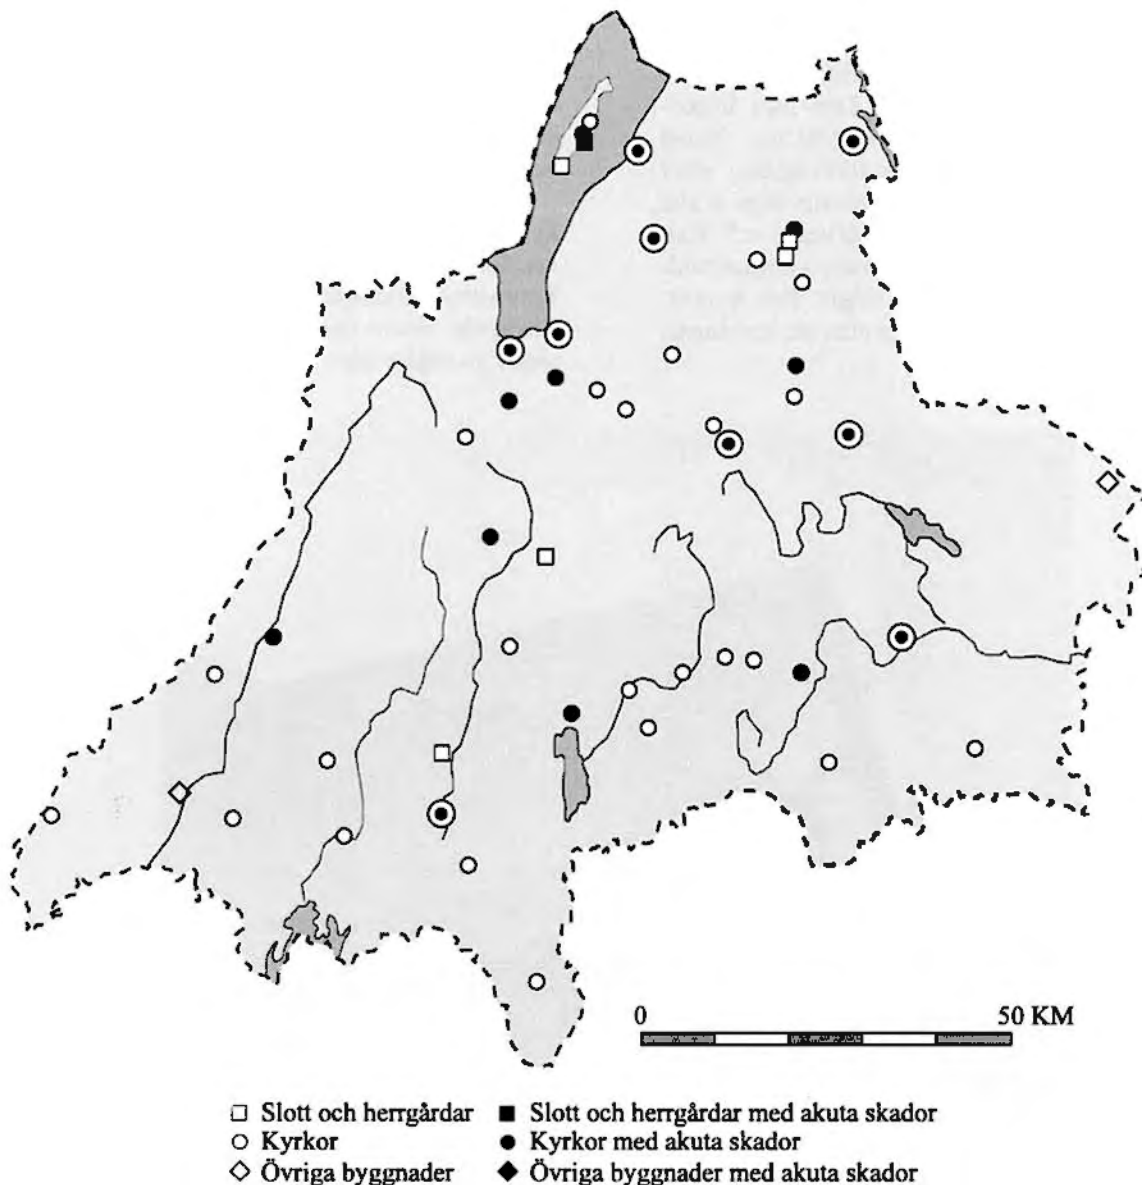 0 50 KM
□ Slott och herrgårdar ■ Slott och herrgårdar med akuta skador
○ Kyrkor ● Kyrkor med akuta skador
◇ Övriga byggnader ◆ Övriga byggnader med akuta skador